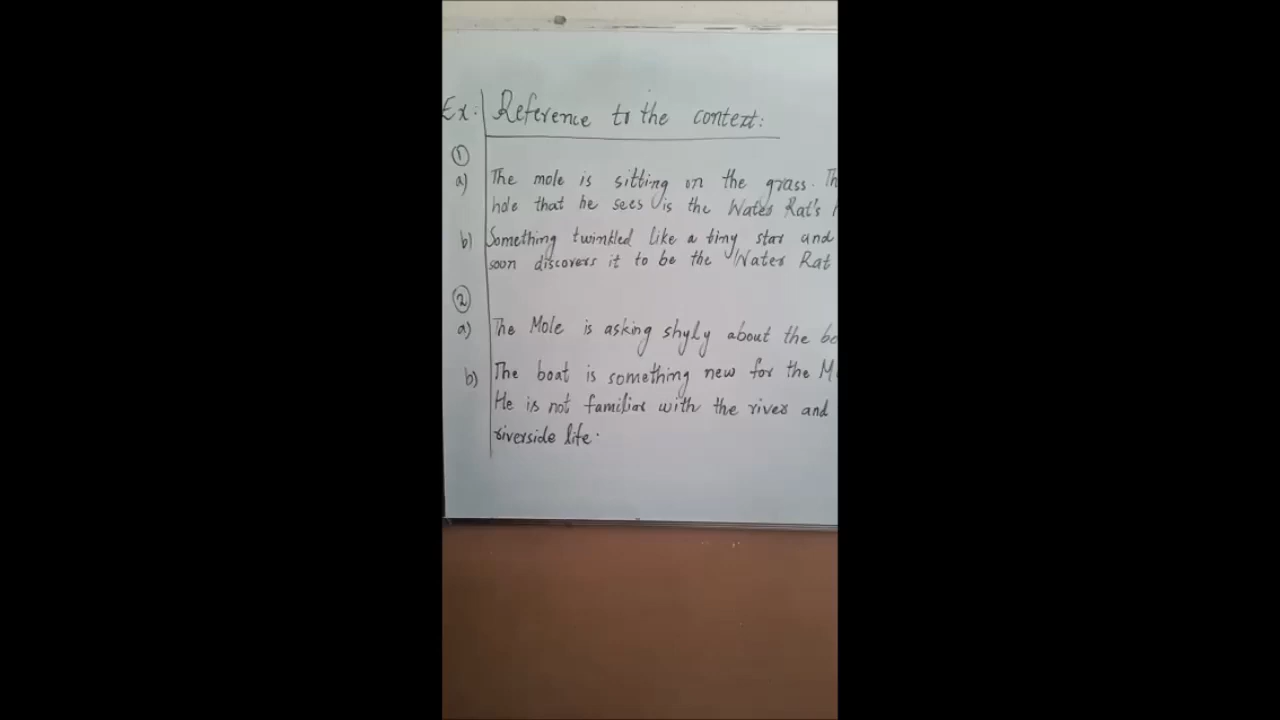 Ex: Reference to the context:
①
a) The mole is sitting on the grass. Th
hole that he sees is the Water Rat's
b) Something twinkled like a tiny star and
soon discovers it to be the Water Rat
②
a) The Mole is asking shyly about the bo
b) The boat is something new for the M
He is not familiar with the river and
riverside life.